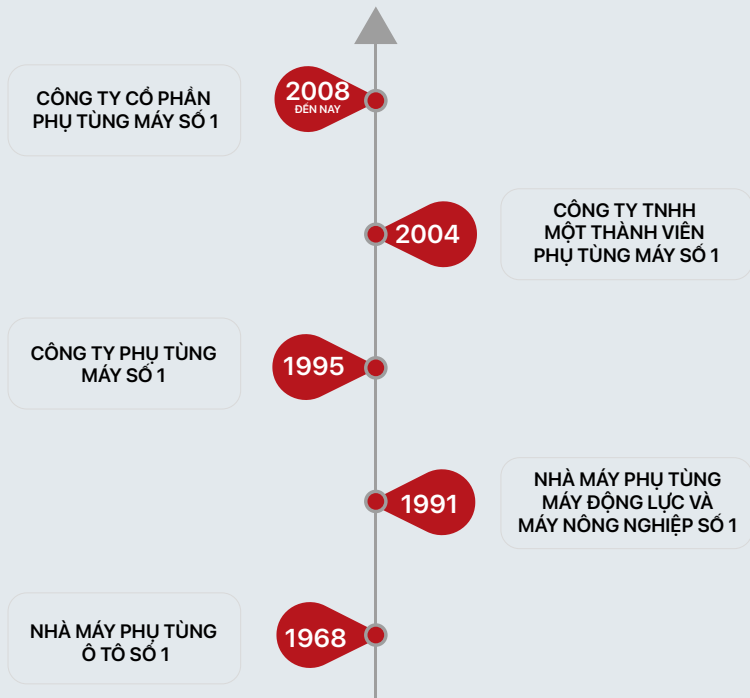 CÔNG TY CỔ PHẦN
PHỤ TÙNG MÁY SỐ 1
2008
ĐẾN NAY
2004
CÔNG TY TNHH
MỘT THÀNH VIÊN
PHỤ TÙNG MÁY SỐ 1
CÔNG TY PHỤ TÙNG
MÁY SỐ 1
1995
1991
NHÀ MÁY PHỤ TÙNG
MÁY ĐỘNG LỰC VÀ
MÁY NÔNG NGHIỆP SỐ 1
NHÀ MÁY PHỤ TÙNG
Ô TÔ SỐ 1
1968